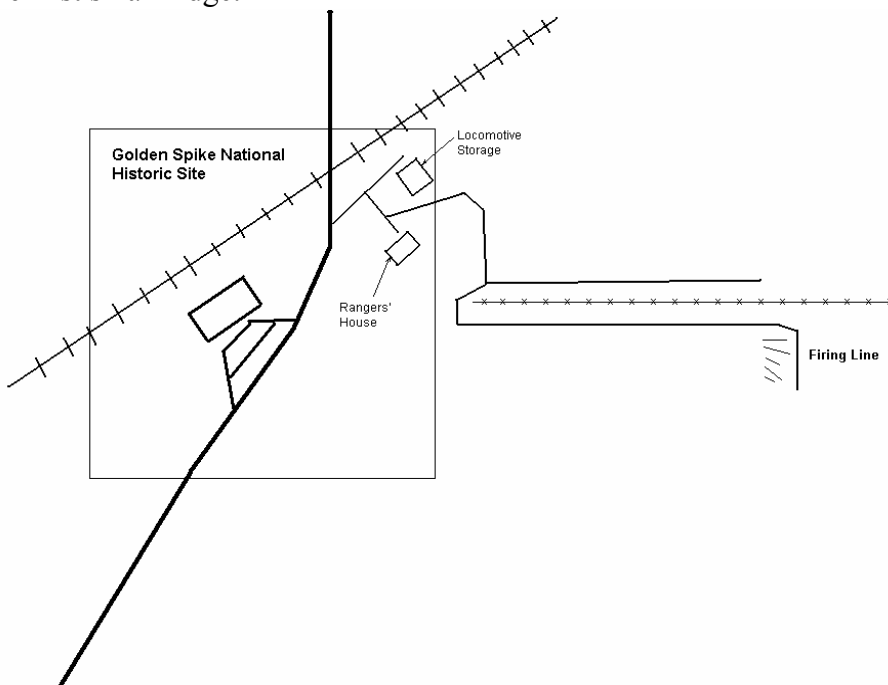 Golden Spike National
Historic Site
Locomotive
Storage
Rangers'
House
Firing Line